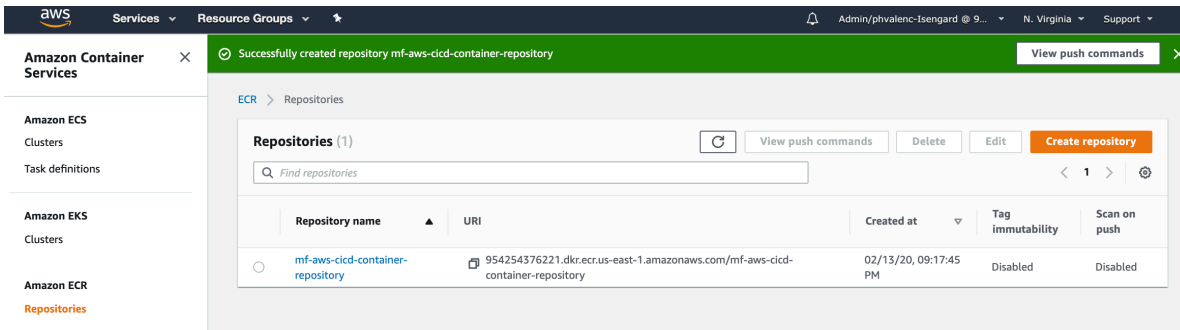 aws Services Resource Groups Admin/phvalenc-Isengard @ 9... N. Virginia Support
Amazon Container
Services
Successfully created repository mf-aws-cicd-container-repository View push commands
ECR > Repositories
Amazon ECS
Clusters
Task definitions
Amazon EKS
Clusters
Amazon ECR
Repositories
Repositories (1) View push commands Delete Edit Create repository
Find repositories < 1 >
Repository name URI Created at Tag immutability Scan on push
mf-aws-cicd-container-
repository
954254376221.dkr.ecr.us-east-1.amazonaws.com/mf-aws-cicd-
container-repository
02/13/20, 09:17:45
PM
Disabled
Disabled